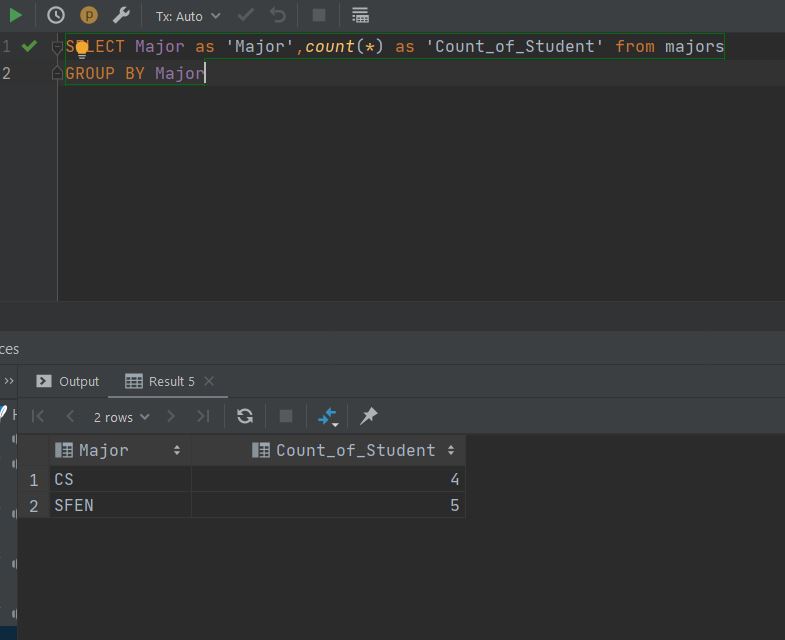 Tx: Auto
1 SELECT Major as 'Major',count(*) as 'Count_of_Student' from majors
2 GROUP BY Major
ces
Output Result 5
2 rows
Major Count_of_Student
1 CS 4
2 SFEN 5